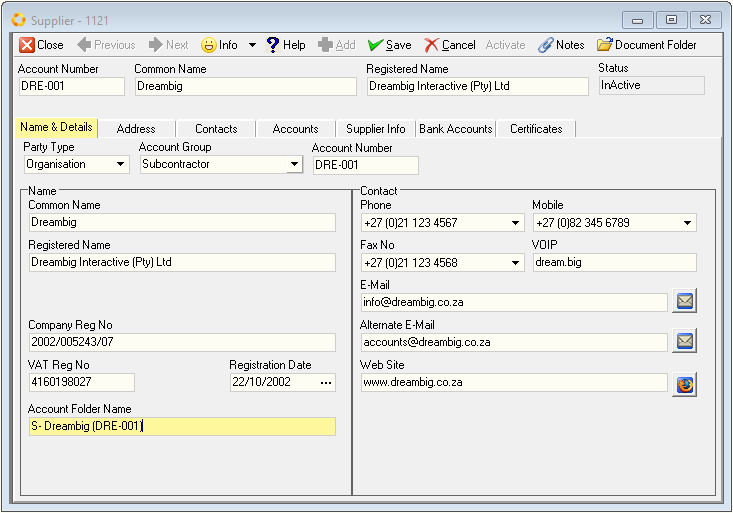 Supplier - 1121
Close Previous Next Info ? Help Add Save Cancel Activate Notes Document Folder
Account Number Common Name Registered Name Status
DRE-001 Dreambig Dreambig Interactive (Pty) Ltd InActive
Name & Details Address Contacts Accounts Supplier Info Bank Accounts Certificates
Party Type Account Group Account Number
Organisation Subcontractor DRE-001
Name
Common Name
Dreambig
Registered Name
Dreambig Interactive (Pty) Ltd
Company Reg No
2002/005243/07
VAT Reg No Registration Date
4160198027 22/10/2002 ...
Account Folder Name
S- Dreambig (DRE-001)
Contact
Phone Mobile
+27 (0)21 123 4567 +27 (0)82 345 6789
Fax No VOIP
+27 (0)21 123 4568 dream.big
E-Mail
info@dreambig.co.za
Alternate E-Mail
accounts@dreambig.co.za
Web Site
www.dreambig.co.za